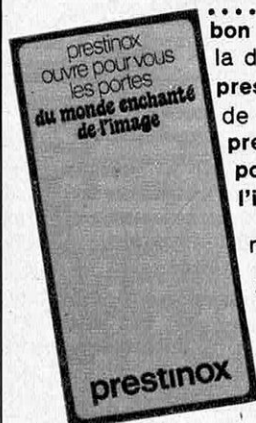 prestinox
ouvre pour vous
les portes
du monde enchanté
de l'image
prestinox
bon
la d
pres
de
pre
po
l'i